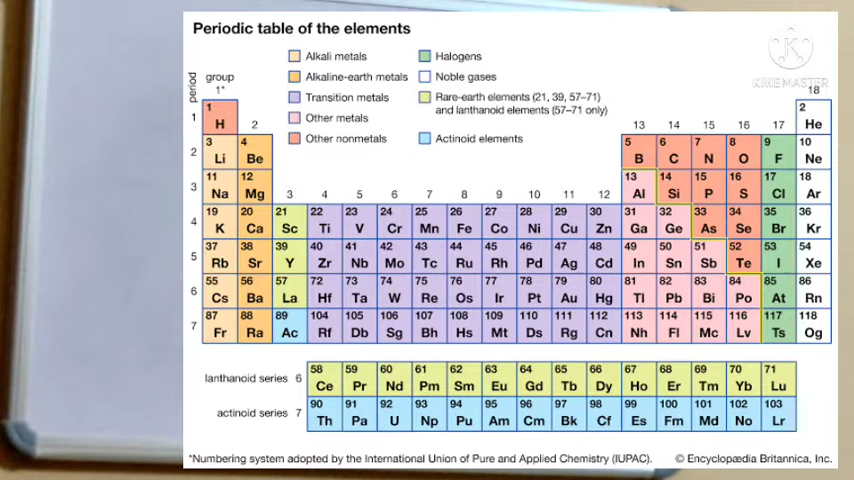 Periodic table of the elements
KINEMASTER
Alkali metals
Alkaline-earth metals
Transition metals
Other metals
Other nonmetals
Halogens
Noble gases
Rare-earth elements (21, 39, 57–71)
and lanthanoid elements (57–71 only)
Actinoid elements
period
group
1* 2 3 4 5 6 7 8 9 10 11 12 13 14 15 16 17 18
1 1 H 2 He
2 3 Li 4 Be 5 B 6 C 7 N 8 O 9 F 10 Ne
3 11 Na 12 Mg 13 Al 14 Si 15 P 16 S 17 Cl 18 Ar
4 19 K 20 Ca 21 Sc 22 Ti 23 V 24 Cr 25 Mn 26 Fe 27 Co 28 Ni 29 Cu 30 Zn 31 Ga 32 Ge 33 As 34 Se 35 Br 36 Kr
5 37 Rb 38 Sr 39 Y 40 Zr 41 Nb 42 Mo 43 Tc 44 Ru 45 Rh 46 Pd 47 Ag 48 Cd 49 In 50 Sn 51 Sb 52 Te 53 I 54 Xe
6 55 Cs 56 Ba 57 La 72 Hf 73 Ta 74 W 75 Re 76 Os 77 Ir 78 Pt 79 Au 80 Hg 81 Tl 82 Pb 83 Bi 84 Po 85 At 86 Rn
7 87 Fr 88 Ra 89 Ac 104 Rf 105 Db 106 Sg 107 Bh 108 Hs 109 Mt 110 Ds 111 Rg 112 Cn 113 Nh 114 Fl 115 Mc 116 Lv 117 Ts 118 Og
lanthanoid series 6 58 Ce 59 Pr 60 Nd 61 Pm 62 Sm 63 Eu 64 Gd 65 Tb 66 Dy 67 Ho 68 Er 69 Tm 70 Yb 71 Lu
actinoid series 7 90 Th 91 Pa 92 U 93 Np 94 Pu 95 Am 96 Cm 97 Bk 98 Cf 99 Es 100 Fm 101 Md 102 No 103 Lr
*Numbering system adopted by the International Union of Pure and Applied Chemistry (IUPAC). © Encyclopædia Britannica, Inc.